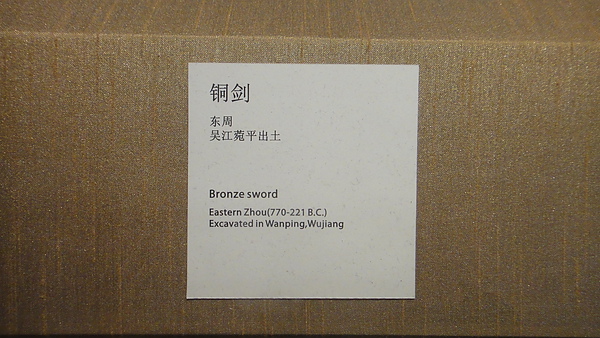 铜剑
东周
吴江菀平出土
Bronze sword
Eastern Zhou(770-221 B.C.)
Excavated in Wanping,Wujiang